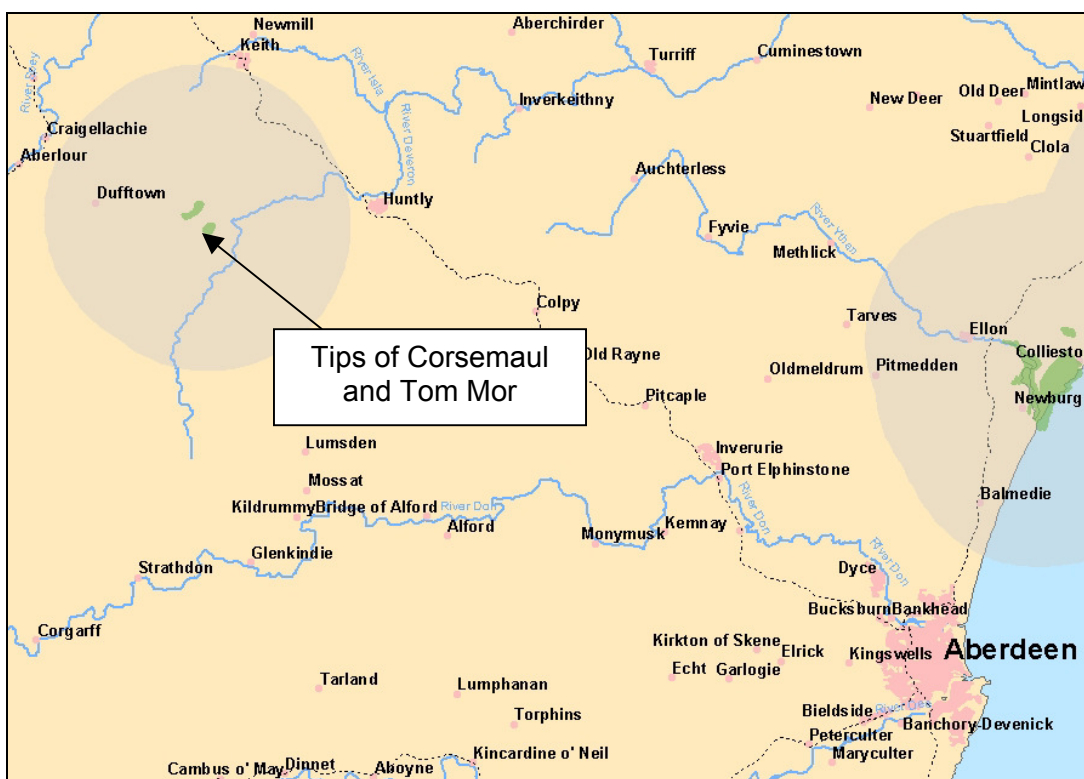 Newmill
Aberchirder
Keith
Turriff
Cuminestown
River Isla
Old Deer
Mintlaw
New Deer
Inverkeithny
Longsid
River Deveron
Stuartfield
Craigellachie
Clola
Aberlour
Auchterless
Dufftown
Huntly
River Ythan
Fyvie
Methlick
Colpy
Tarves
Ellon
Old Rayne
Colliesto
Tips of Corsemaul
and Tom Mor
Pitmedden
Oldmeldrum
Newburg
Pitcaple
Lumsden
Inverurie
Port Elphinstone
Mossat
Balmedie
Kildrummy
Bridge of Alford
River Don
River Don
Alford
Monymusk
Kemnay
Glenkindie
River Don
Strathdon
Dyce
Bucksburn
Bankhead
Corgarff
Kirkton of Skene
Elrick
Kingswells
Aberdeen
Echt
Garlogie
Tarland
Lumphanan
Bieldside
River Dee
Torphins
Banchory-Devenick
Peterculter
Maryculter
Kincardine o' Neil
Cambus o' May
Dinnet
Aboyne